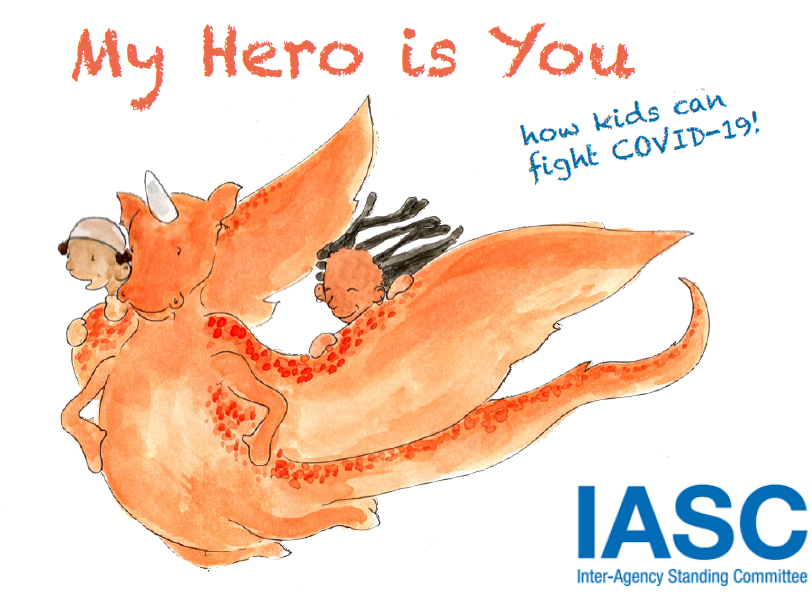 My Hero is You
how kids can
fight COVID-19!
IASC
Inter-Agency Standing Committee